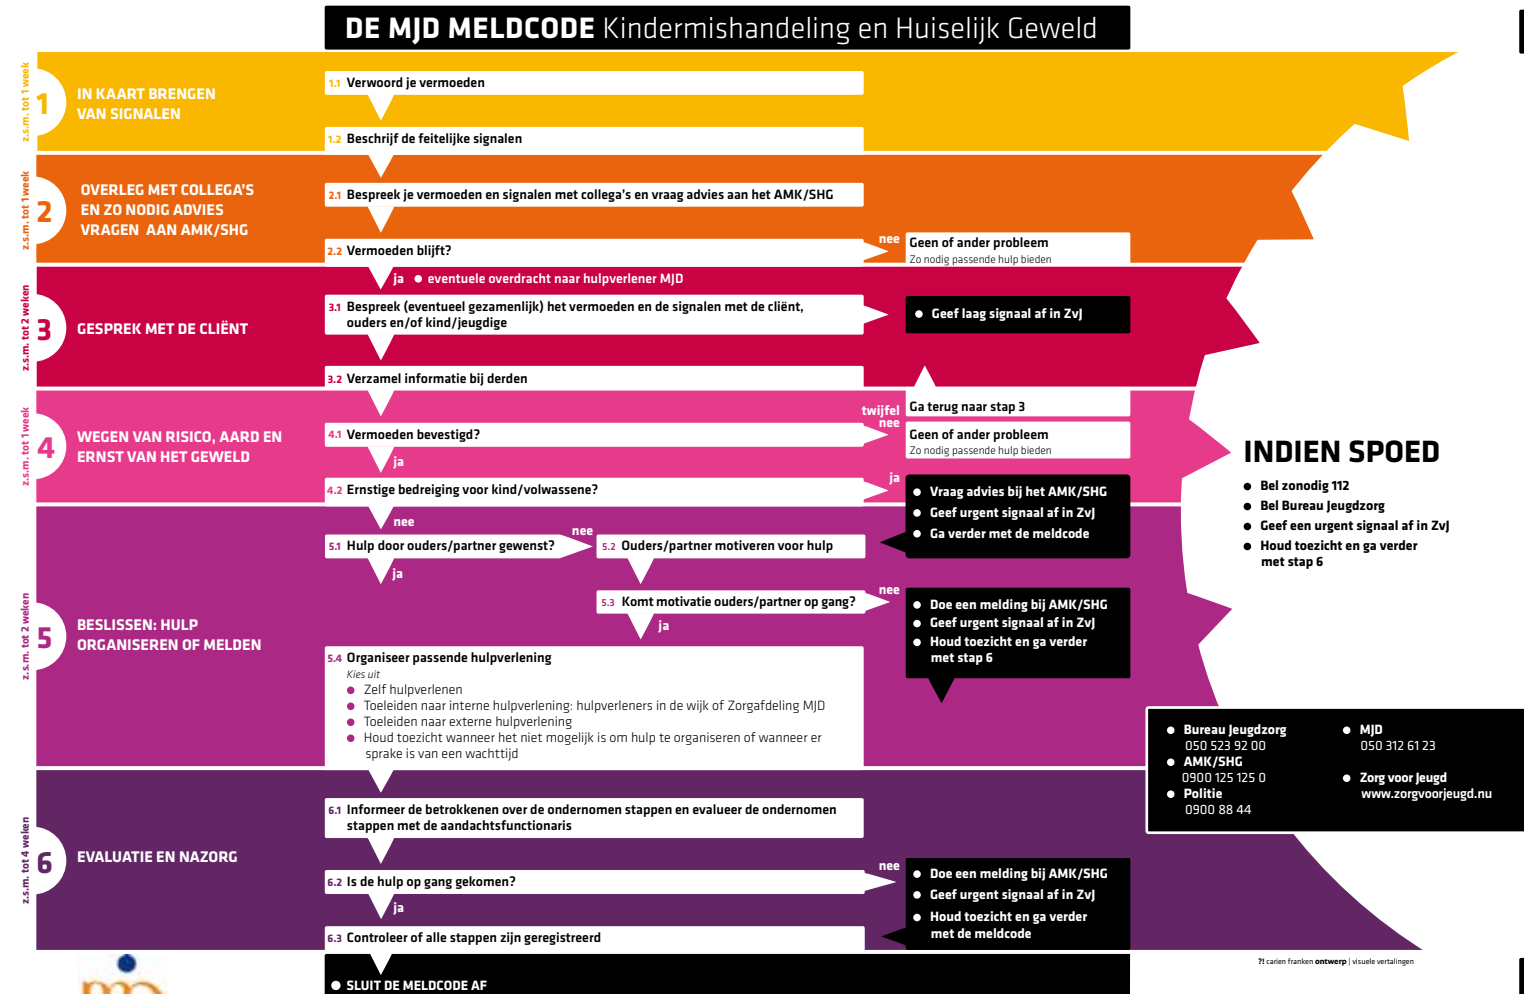 DE MJD MELDCODE Kindermishandeling en Huiselijk Geweld
z.s.m. tot 1 week
1
IN KAART BRENGEN
VAN SIGNALEN
1.1 Verwoord je vermoeden
1.2 Beschrijf de feitelijke signalen
z.s.m. tot 1 week
2
OVERLEG MET COLLEGA'S
EN ZO NODIG ADVIES
VRAGEN AAN AMK/SHG
2.1 Bespreek je vermoeden en signalen met collega's en vraag advies aan het AMK/SHG
2.2 Vermoeden blijft?
nee
Geen of ander probleem
Zo nodig passende hulp bieden
ja ● eventuele overdracht naar hulpverlener MJD
z.s.m. tot 2 weken
3
GESPREK MET DE CLIËNT
3.1 Bespreek (eventueel gezamenlijk) het vermoeden en de signalen met de cliënt,
ouders en/of kind/jeugdige
● Geef laag signaal af in ZvJ
3.2 Verzamel informatie bij derden
z.s.m. tot 1 week
4
WEGEN VAN RISICO, AARD EN
ERNST VAN HET GEWELD
twijfel
Ga terug naar stap 3
4.1 Vermoeden bevestigd?
nee
Geen of ander probleem
Zo nodig passende hulp bieden
ja
4.2 Ernstige bedreiging voor kind/volwassene?
ja
● Vraag advies bij het AMK/SHG
● Geef urgent signaal af in ZvJ
● Ga verder met de meldcode
nee
z.s.m. tot 2 weken
5
BESLISSEN: HULP
ORGANISEREN OF MELDEN
5.1 Hulp door ouders/partner gewenst?
nee
5.2 Ouders/partner motiveren voor hulp
ja
5.3 Komt motivatie ouders/partner op gang?
nee
● Doe een melding bij AMK/SHG
● Geef urgent signaal af in ZvJ
● Houd toezicht en ga verder
met stap 6
ja
5.4 Organiseer passende hulpverlening
Kies uit
● Zelf hulpverlenen
● Toeleiden naar interne hulpverlening: hulpverleners in de wijk of Zorgafdeling MJD
● Toeleiden naar externe hulpverlening
● Houd toezicht wanneer het niet mogelijk is om hulp te organiseren of wanneer er
sprake is van een wachttijd
z.s.m. tot 4 weken
6
EVALUATIE EN NAZORG
6.1 Informeer de betrokkenen over de ondernomen stappen en evalueer de ondernomen
stappen met de aandachtsfunctionaris
6.2 Is de hulp op gang gekomen?
nee
● Doe een melding bij AMK/SHG
● Geef urgent signaal af in ZvJ
● Houd toezicht en ga verder
met de meldcode
ja
6.3 Controleer of alle stappen zijn geregistreerd
● SLUIT DE MELDCODE AF
INDIEN SPOED
● Bel zonodig 112
● Bel Bureau Jeugdzorg
● Geef een urgent signaal af in ZvJ
● Houd toezicht en ga verder
met stap 6
● Bureau Jeugdzorg
050 523 92 00
● AMK/SHG
0900 125 125 0
● Politie
0900 88 44
● MJD
050 312 61 23
● Zorg voor Jeugd
www.zorgvoorjeugd.nu
?! carien franken ontwerp | visuele vertalingen